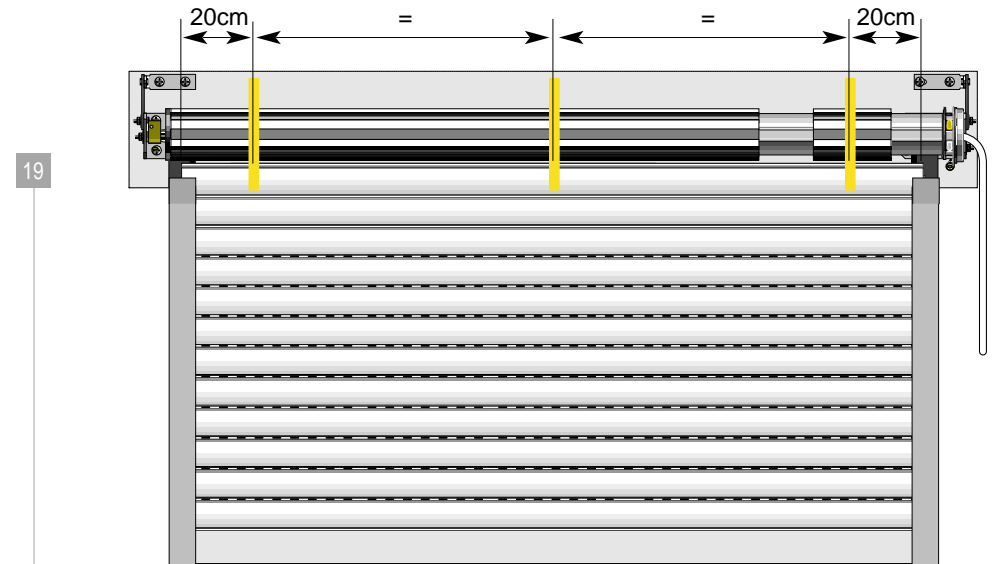 20cm = = 20cm
19